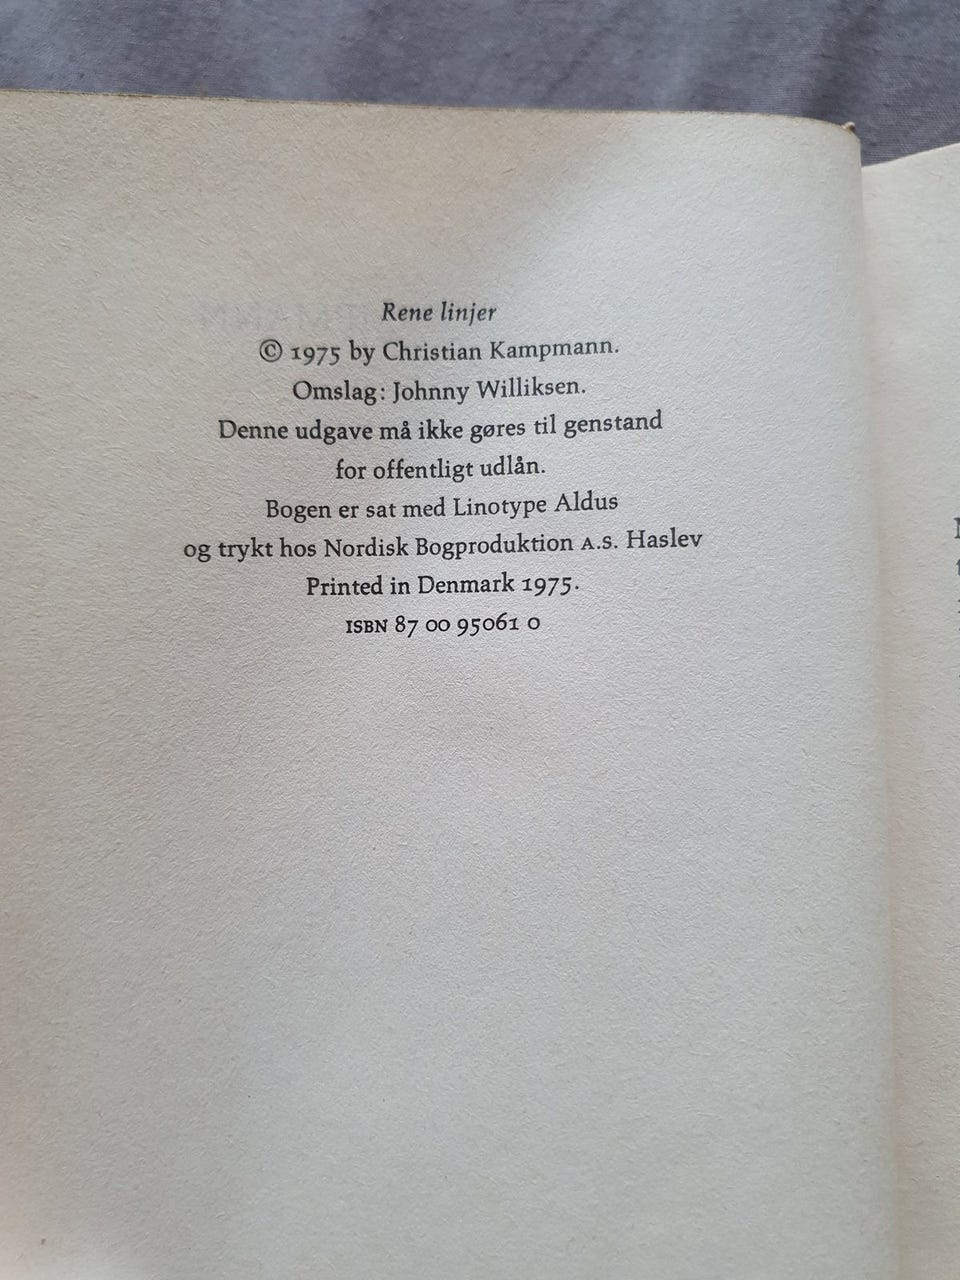 Rene linjer
© 1975 by Christian Kampmann.
Omslag: Johnny Williksen.
Denne udgave må ikke gøres til genstand
for offentligt udlån.
Bogen er sat med Linotype Aldus
og trykt hos Nordisk Bogproduktion A.S. Haslev
Printed in Denmark 1975.
ISBN 87 00 95061 0